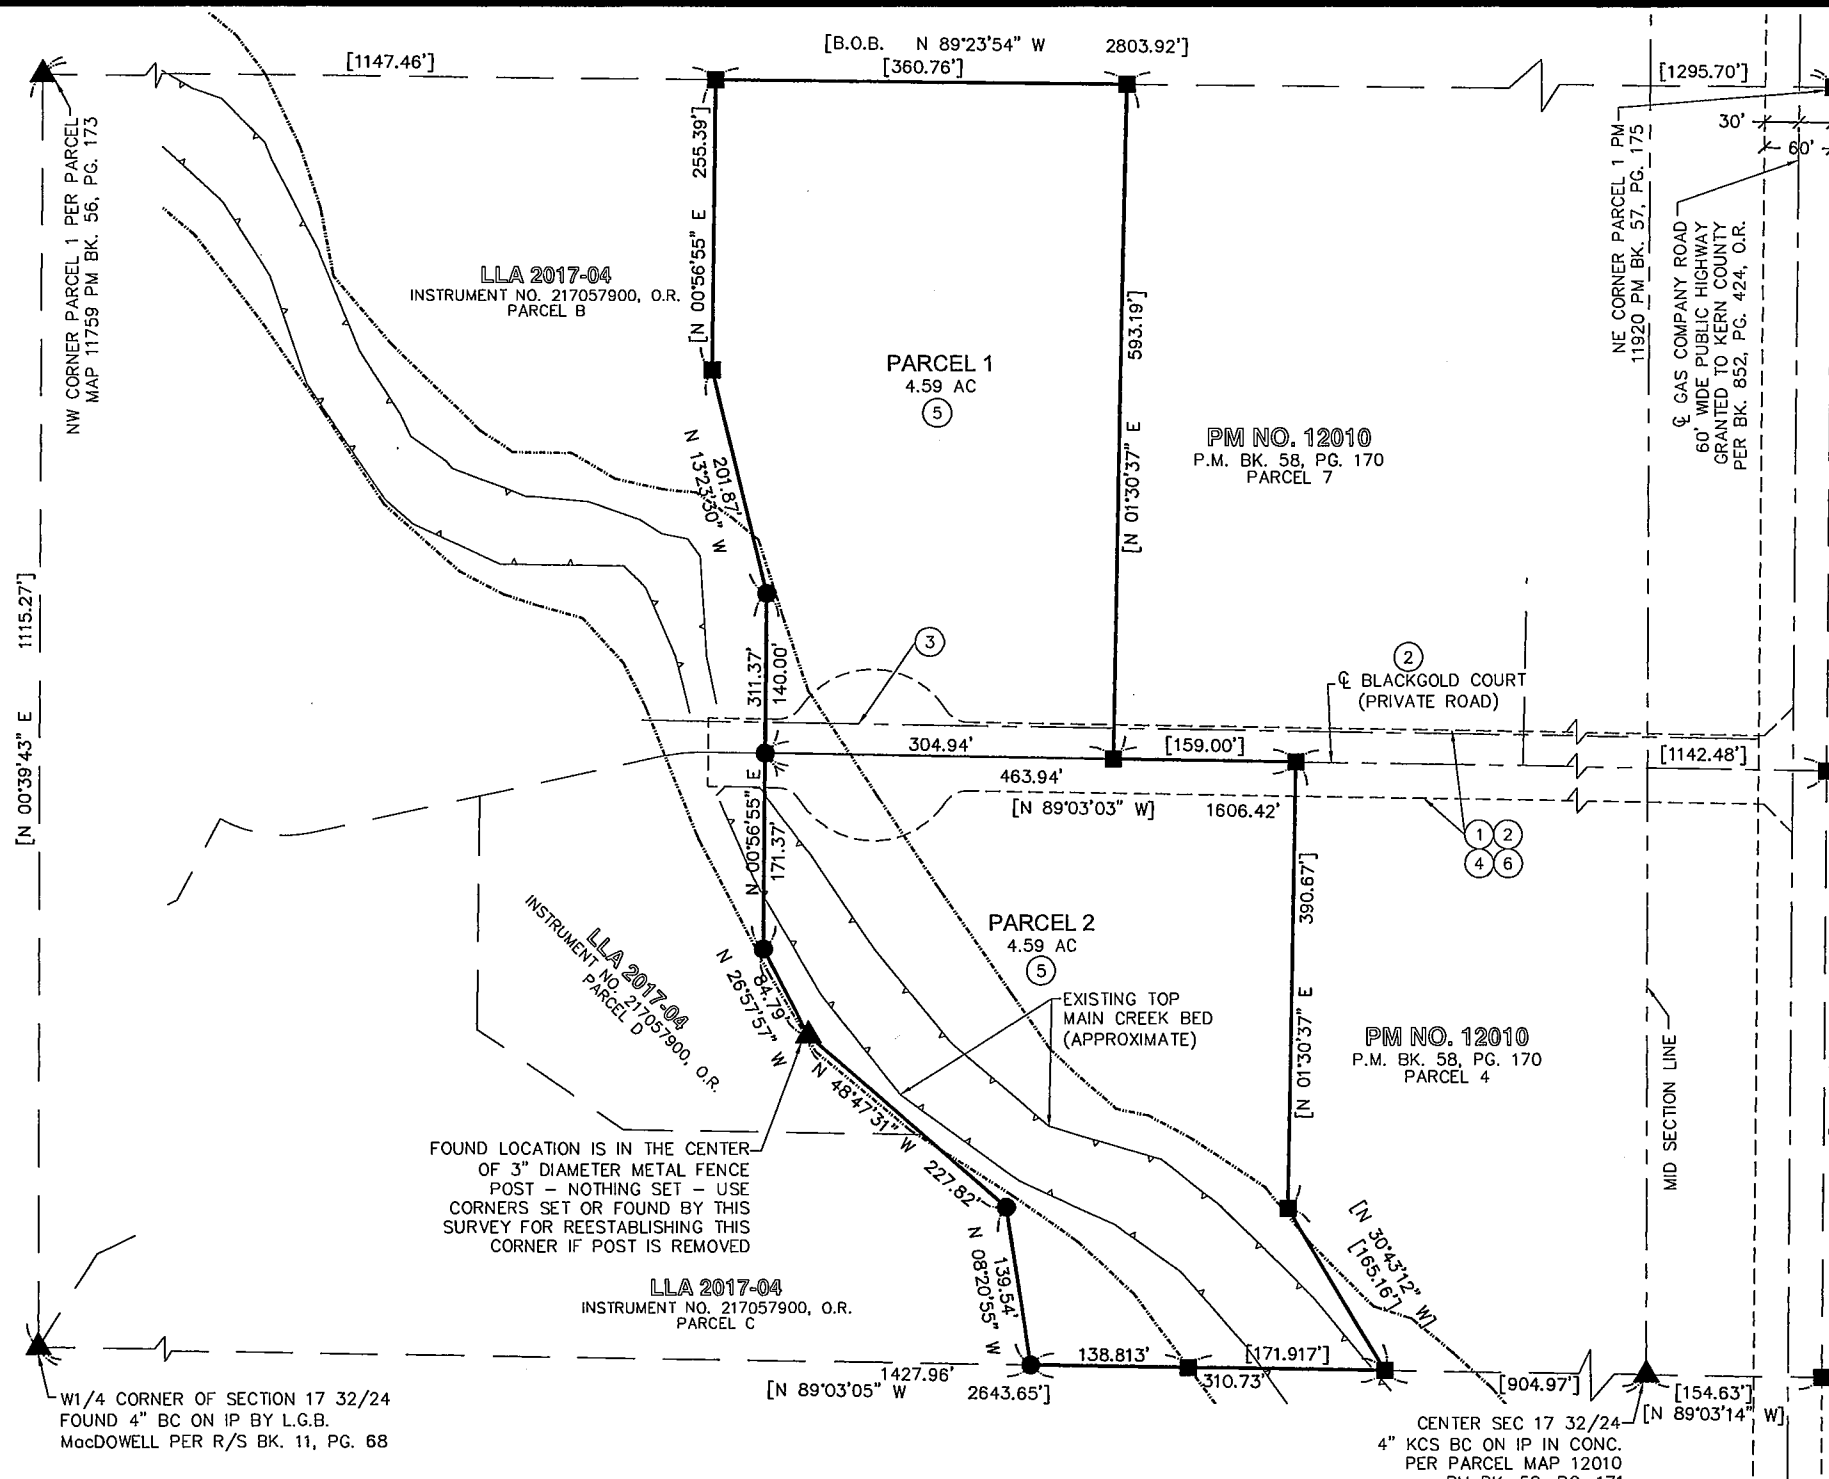 [B.O.B. N 89°23'54" W 2803.92']
[1147.46']
[360.76']
[1295.70']
30'
60'
NW CORNER PARCEL 1 PER PARCEL
MAP 11759 PM BK. 56, PG. 173
[N 00°56'55" E 255.39']
NE CORNER PARCEL 1 PM
11920 PM BK. 57, PG. 175
℄ GAS COMPANY ROAD
60' WIDE PUBLIC HIGHWAY
GRANTED TO KERN COUNTY
PER BK. 852, PG. 424, O.R.
LLA 2017-04
INSTRUMENT NO. 217057900, O.R.
PARCEL B
PARCEL 1
4.59 AC
5
[N 01°30'37" E 593.19']
PM NO. 12010
P.M. BK. 58, PG. 170
PARCEL 7
201.87'
N 13°23'30" W
[N 00°39'43" E 1115.27']
3
311.37'
140.00'
2
℄ BLACKGOLD COURT
(PRIVATE ROAD)
304.94'
[159.00']
[1142.48']
463.94'
[N 89°03'03" W]
1606.42'
N 00°56'55" E
171.37'
1 2
4 6
[N 01°30'37" E 390.67']
LLA 2017-04
INSTRUMENT NO. 217057900, O.R.
PARCEL D
PARCEL 2
4.59 AC
5
84.79'
N 26°57'57" W
EXISTING TOP
MAIN CREEK BED
(APPROXIMATE)
PM NO. 12010
P.M. BK. 58, PG. 170
PARCEL 4
MID SECTION LINE
N 48°47'31" W 227.82'
FOUND LOCATION IS IN THE CENTER
OF 3" DIAMETER METAL FENCE
POST – NOTHING SET – USE
CORNERS SET OR FOUND BY THIS
SURVEY FOR REESTABLISHING THIS
CORNER IF POST IS REMOVED
139.54'
N 08°20'55" W
[N 30°43'12" W]
[165.16']
LLA 2017-04
INSTRUMENT NO. 217057900, O.R.
PARCEL C
138.813'
[171.917']
1427.96'
310.73'
[904.97']
[154.63']
[N 89°03'05" W 2643.65']
[N 89°03'14" W]
W1/4 CORNER OF SECTION 17 32/24
FOUND 4" BC ON IP BY L.G.B.
MacDOWELL PER R/S BK. 11, PG. 68
CENTER SEC 17 32/24
4" KCS BC ON IP IN CONC.
PER PARCEL MAP 12010